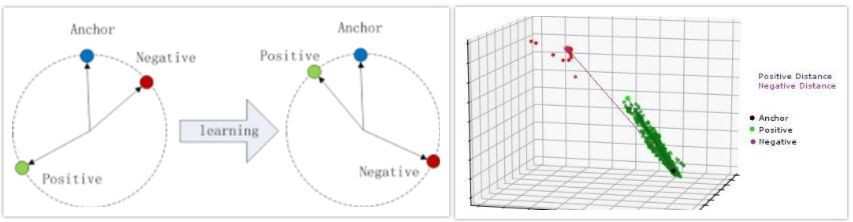 Anchor
Negative
Positive
learning
Anchor
Positive
Negative
Positive Distance
Negative Distance
Anchor
Positive
Negative